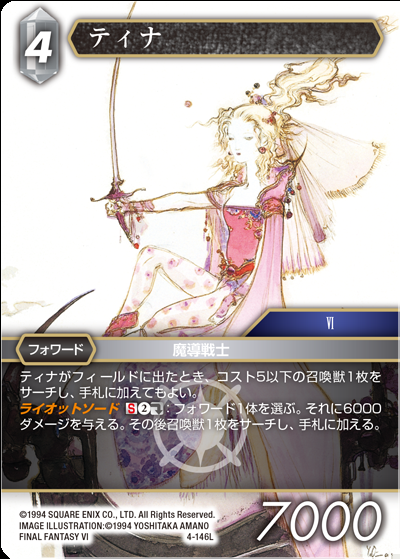 4
ティナ
VI
フォワード
魔導戦士
ティナがフィールドに出たとき、コスト5以下の召喚獣1枚を
サーチし、手札に加えてもよい。
ライオットソード S2：フォワード1体を選ぶ。それに6000
ダメージを与える。その後召喚獣1枚をサーチし、手札に加える。
©1994 SQUARE ENIX CO., LTD. All Rights Reserved.
IMAGE ILLUSTRATION:©1994 YOSHITAKA AMANO
FINAL FANTASY VI
4-146L
7000